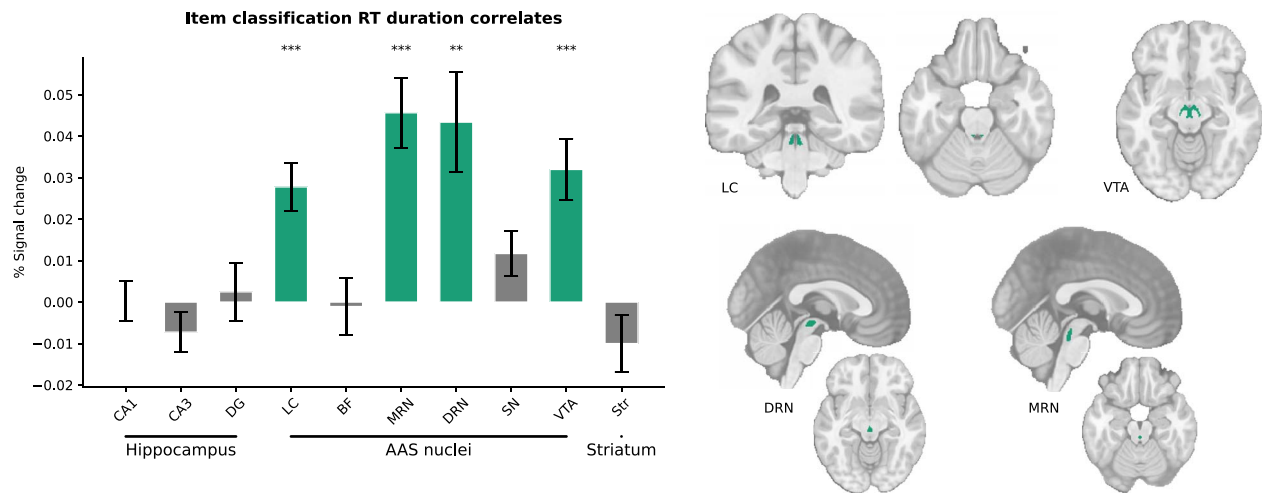 Item classification RT duration correlates
*** *** ** ***
% Signal change
0.05
0.04
0.03
0.02
0.01
0.00
−0.01
−0.02
CA1 CA3 DG LC BF MRN DRN SN VTA Str
Hippocampus AAS nuclei Striatum
LC VTA
DRN MRN